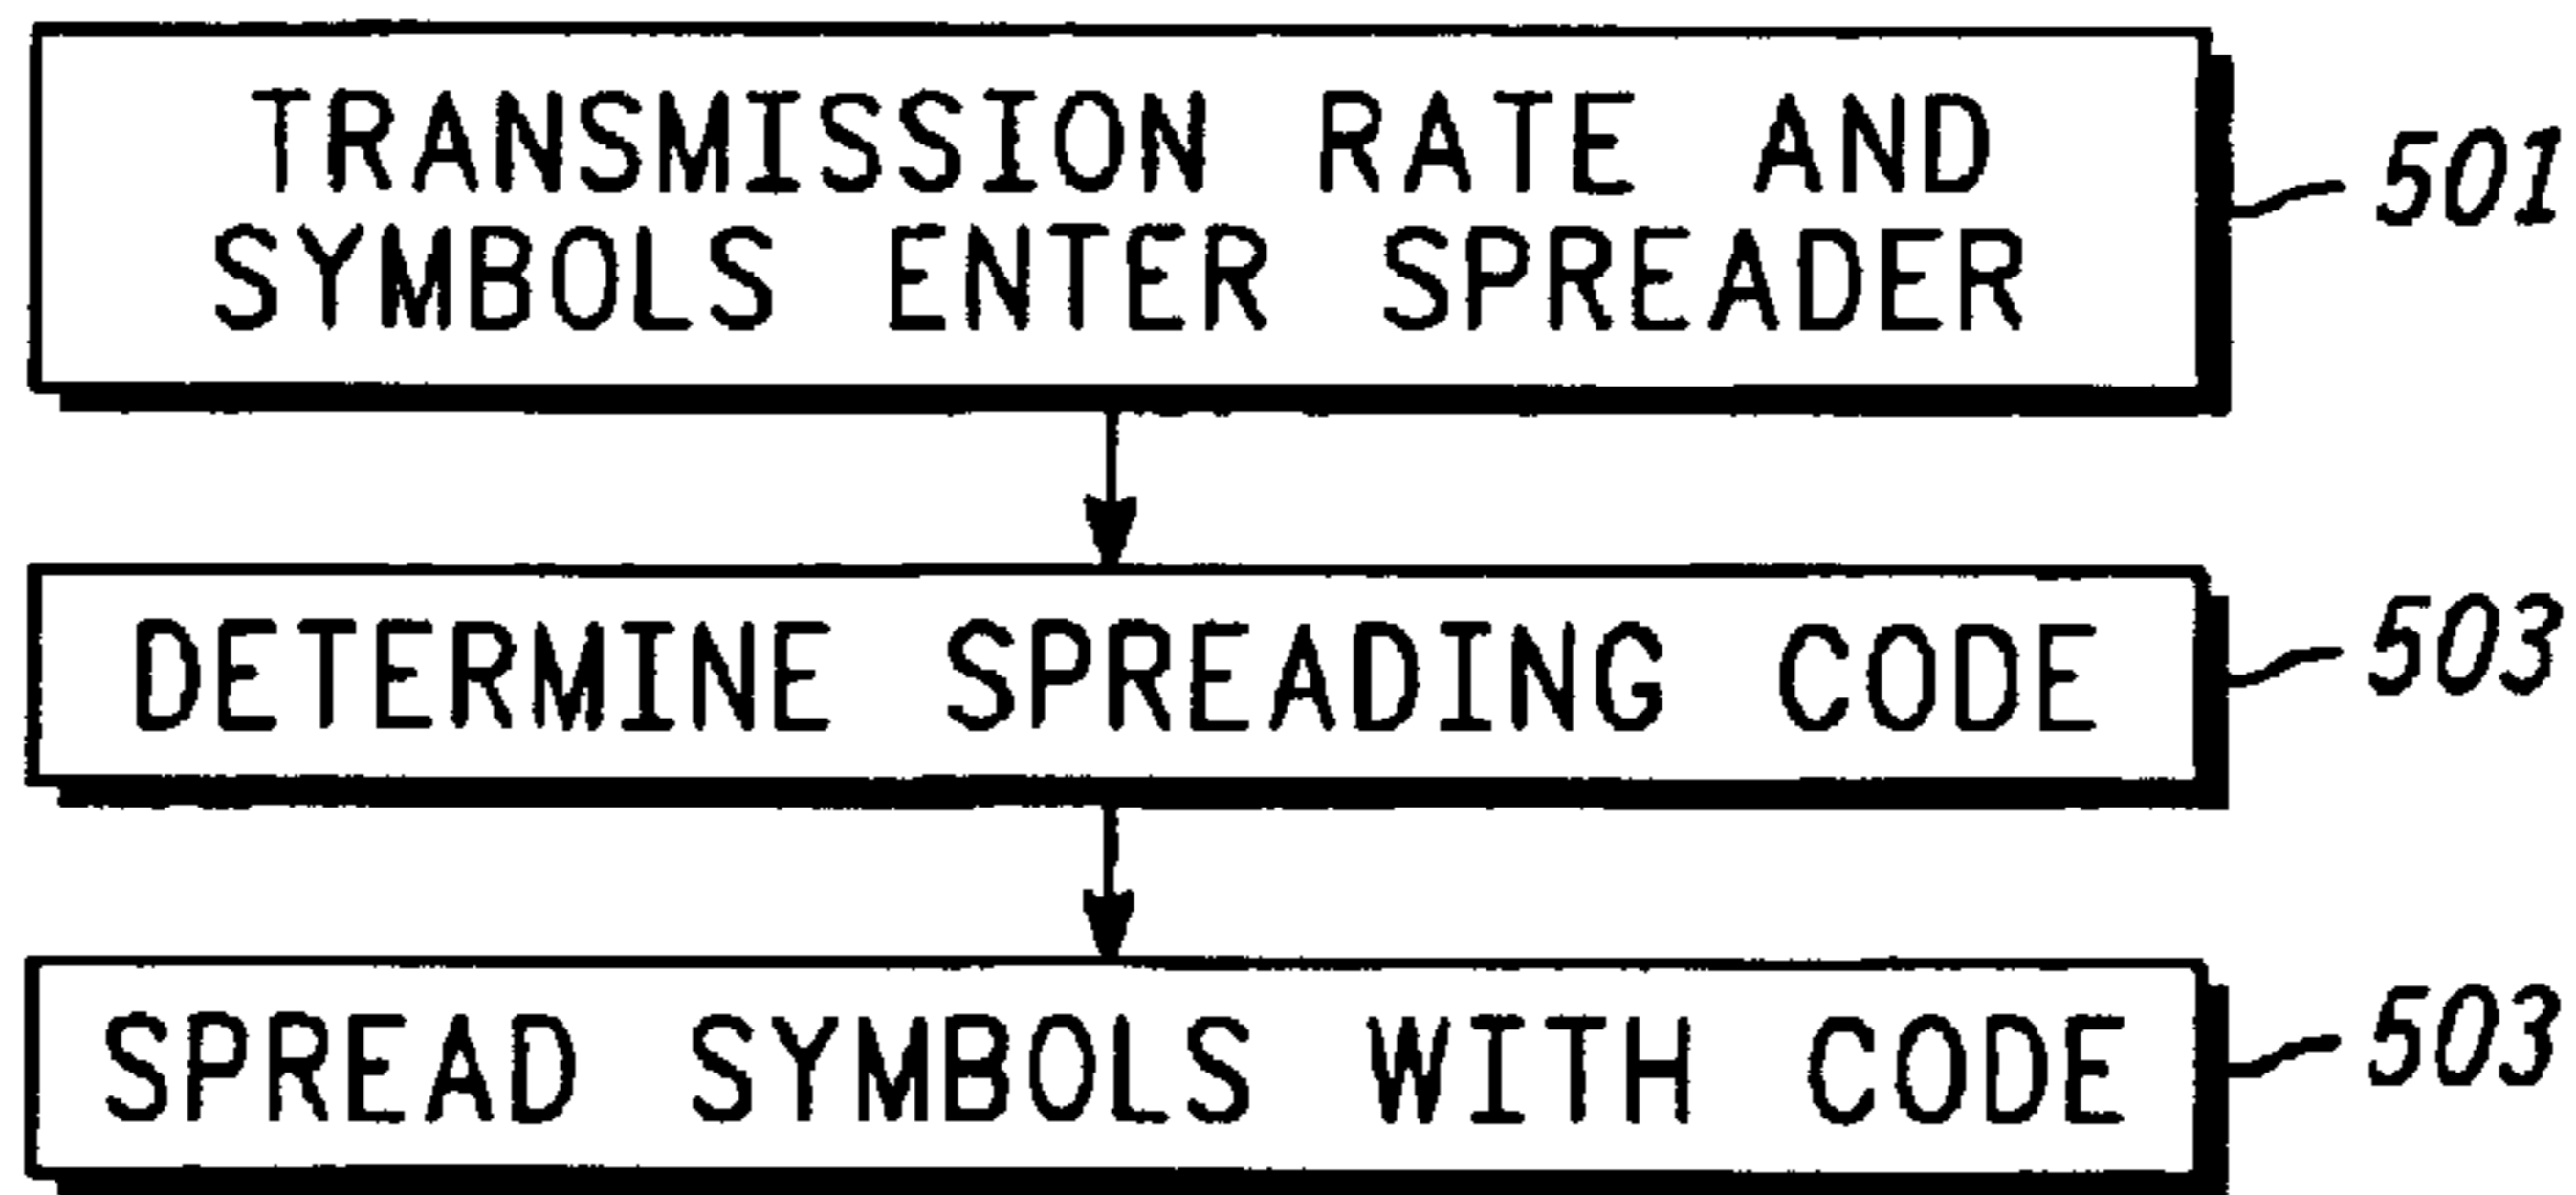 TRANSMISSION RATE AND
SYMBOLS ENTER SPREADER
501
DETERMINE SPREADING CODE
503
SPREAD SYMBOLS WITH CODE
503